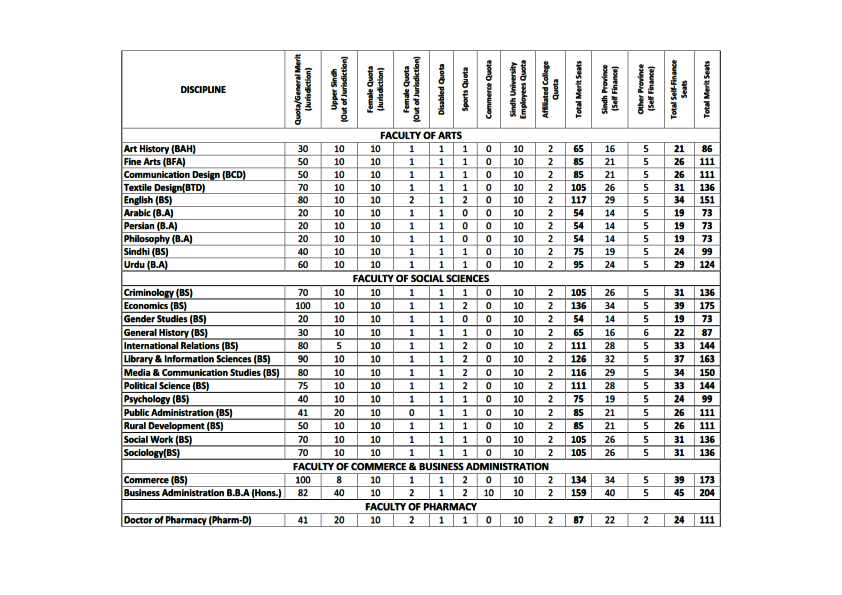 DISCIPLINE Quota/General Merit (Jurisdiction) Upper Sindh (Out of Jurisdiction) Female Quota (Jurisdiction) Female Quota (Out of Jurisdiction) Disabled Quota Sports Quota Commerce Quota Sindh University Employees Quota Affiliated College Quota Total Merit Seats Sindh Province (Self Finance) Other Province (Self Finance) Total Self-Finance Seats Total Merit Seats
FACULTY OF ARTS
Art History (BAH) 30 10 10 1 1 1 0 10 2 65 16 5 21 86
Fine Arts (BFA) 50 10 10 1 1 1 0 10 2 85 21 5 26 111
Communication Design (BCD) 50 10 10 1 1 1 0 10 2 85 21 5 26 111
Textile Design(BTD) 70 10 10 1 1 1 0 10 2 105 26 5 31 136
English (BS) 80 10 10 2 1 2 0 10 2 117 29 5 34 151
Arabic (B.A) 20 10 10 1 1 0 0 10 2 54 14 5 19 73
Persian (B.A) 20 10 10 1 1 0 0 10 2 54 14 5 19 73
Philosophy (B.A) 20 10 10 1 1 0 0 10 2 54 14 5 19 73
Sindhi (BS) 40 10 10 1 1 1 0 10 2 75 19 5 24 99
Urdu (B.A) 60 10 10 1 1 1 0 10 2 95 24 5 29 124
FACULTY OF SOCIAL SCIENCES
Criminology (BS) 70 10 10 1 1 1 0 10 2 105 26 5 31 136
Economics (BS) 100 10 10 1 1 2 0 10 2 136 34 5 39 175
Gender Studies (BS) 20 10 10 1 1 0 0 10 2 54 14 5 19 73
General History (BS) 30 10 10 1 1 1 0 10 2 65 16 6 22 87
International Relations (BS) 80 5 10 1 1 2 0 10 2 111 28 5 33 144
Library & Information Sciences (BS) 90 10 10 1 1 2 0 10 2 126 32 5 37 163
Media & Communication Studies (BS) 80 10 10 1 1 2 0 10 2 116 29 5 34 150
Political Science (BS) 75 10 10 1 1 2 0 10 2 111 28 5 33 144
Psychology (BS) 40 10 10 1 1 1 0 10 2 75 19 5 24 99
Public Administration (BS) 41 20 10 0 1 1 0 10 2 85 21 5 26 111
Rural Development (BS) 50 10 10 1 1 1 0 10 2 85 21 5 26 111
Social Work (BS) 70 10 10 1 1 1 0 10 2 105 26 5 31 136
Sociology(BS) 70 10 10 1 1 1 0 10 2 105 26 5 31 136
FACULTY OF COMMERCE & BUSINESS ADMINISTRATION
Commerce (BS) 100 8 10 1 1 2 0 10 2 134 34 5 39 173
Business Administration B.B.A (Hons.) 82 40 10 2 1 2 10 10 2 159 40 5 45 204
FACULTY OF PHARMACY
Doctor of Pharmacy (Pharm-D) 41 20 10 2 1 1 0 10 2 87 22 2 24 111